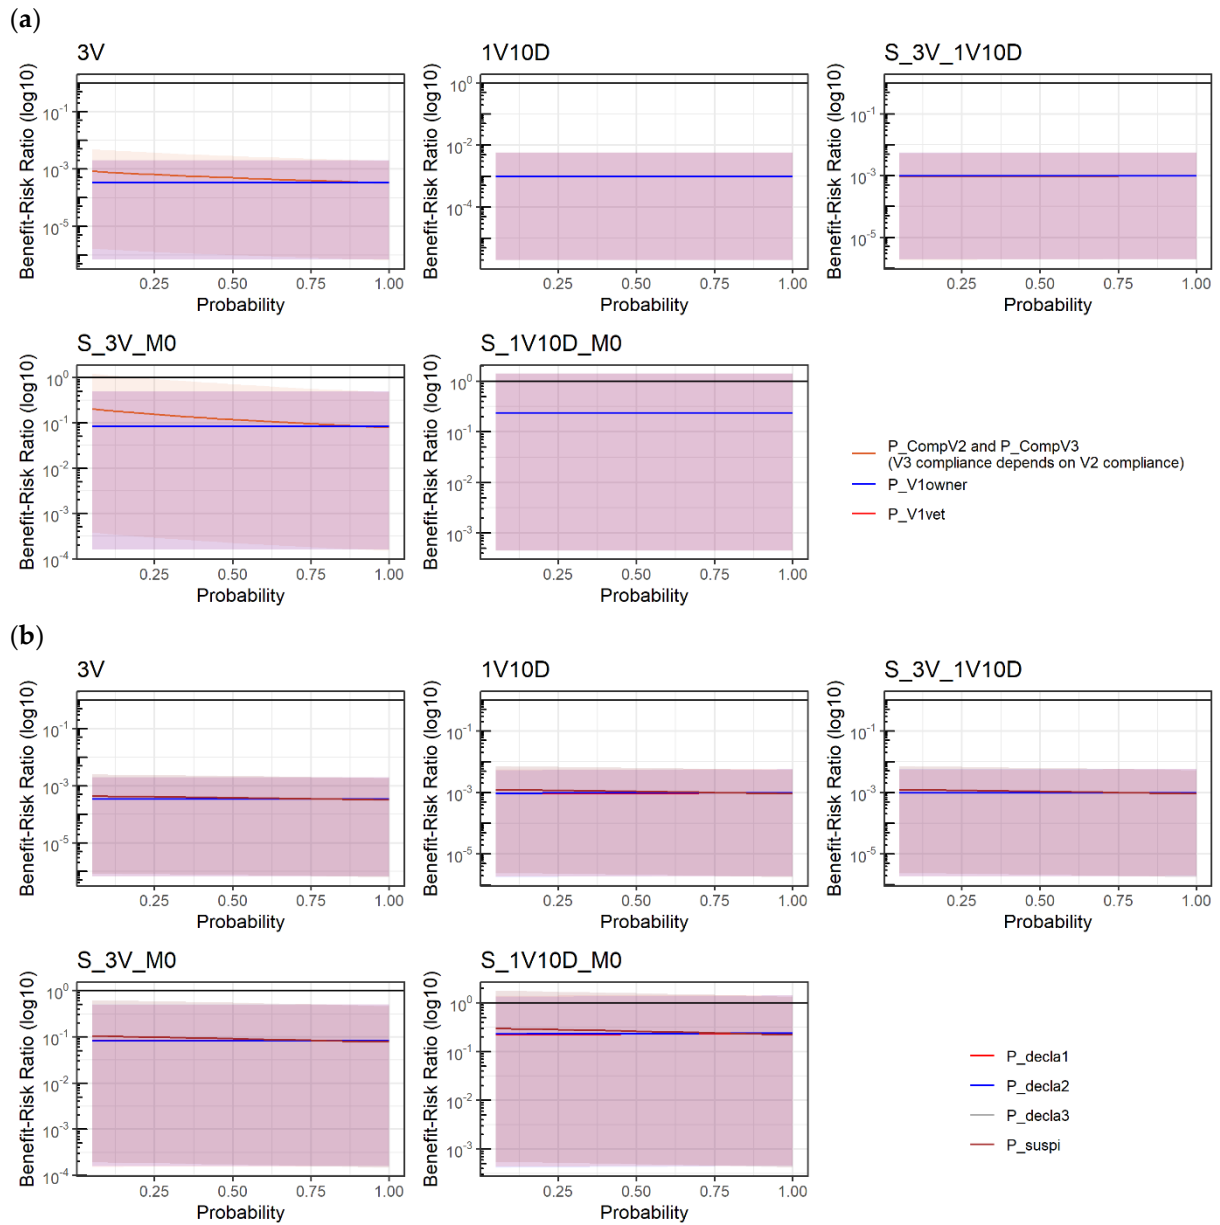 (a)
3V
1V10D
S_3V_1V10D
Benefit-Risk Ratio (log10)
10^-1
10^-3
10^-5
0.25 0.50 0.75 1.00
Probability
Benefit-Risk Ratio (log10)
10^0
10^-2
10^-4
0.25 0.50 0.75 1.00
Probability
Benefit-Risk Ratio (log10)
10^-1
10^-3
10^-5
0.25 0.50 0.75 1.00
Probability
S_3V_M0
S_1V10D_M0
Benefit-Risk Ratio (log10)
10^0
10^-1
10^-2
10^-3
10^-4
0.25 0.50 0.75 1.00
Probability
Benefit-Risk Ratio (log10)
10^0
10^-1
10^-2
10^-3
0.25 0.50 0.75 1.00
Probability
P_CompV2 and P_CompV3
(V3 compliance depends on V2 compliance)
P_V1owner
P_V1vet
(b)
3V
1V10D
S_3V_1V10D
Benefit-Risk Ratio (log10)
10^-1
10^-3
10^-5
0.25 0.50 0.75 1.00
Probability
Benefit-Risk Ratio (log10)
10^-1
10^-3
10^-5
0.25 0.50 0.75 1.00
Probability
Benefit-Risk Ratio (log10)
10^-1
10^-3
10^-5
0.25 0.50 0.75 1.00
Probability
S_3V_M0
S_1V10D_M0
Benefit-Risk Ratio (log10)
10^0
10^-1
10^-2
10^-3
10^-4
0.25 0.50 0.75 1.00
Probability
Benefit-Risk Ratio (log10)
10^0
10^-1
10^-2
10^-3
0.25 0.50 0.75 1.00
Probability
P_decla1
P_decla2
P_decla3
P_suspi